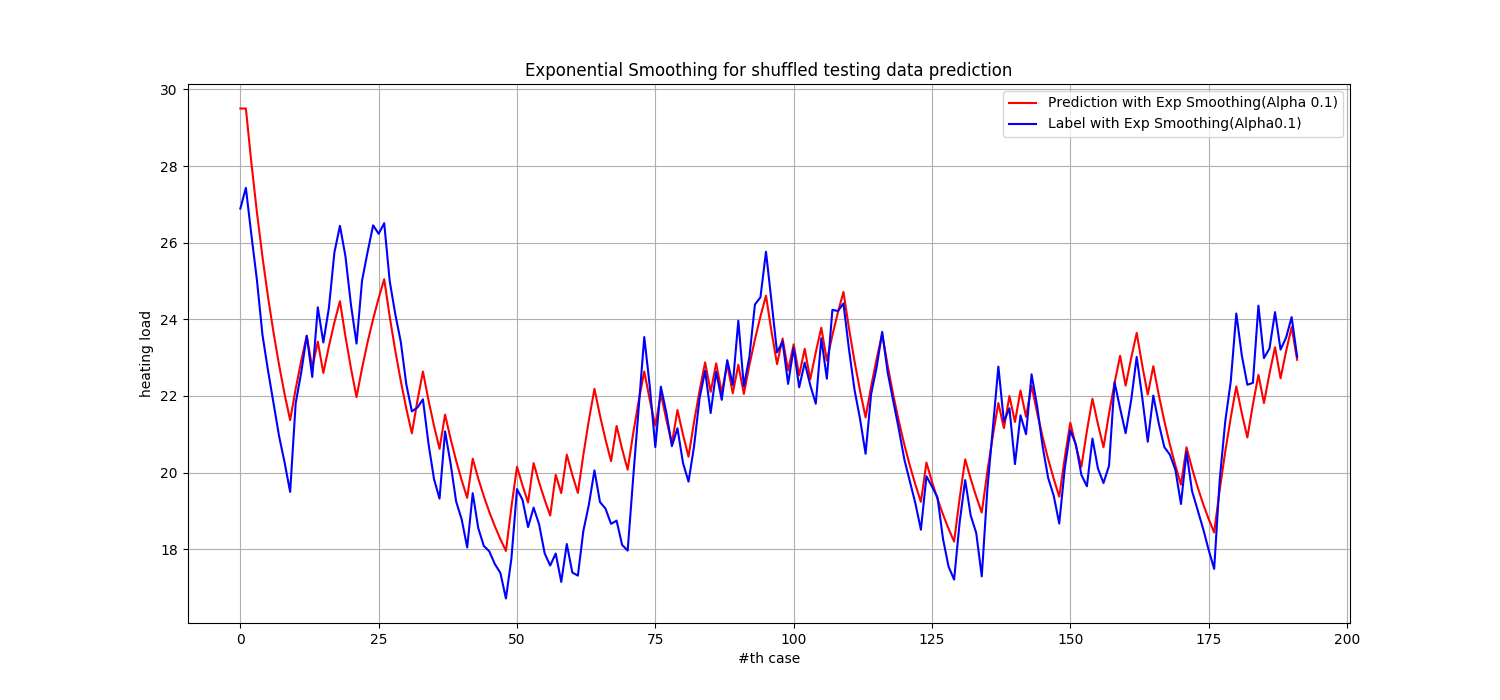 Exponential Smoothing for shuffled testing data prediction
Prediction with Exp Smoothing(Alpha 0.1)
Label with Exp Smoothing(Alpha0.1)
30
28
26
24
22
20
18
heating load
0 25 50 75 100 125 150 175 200
#th case